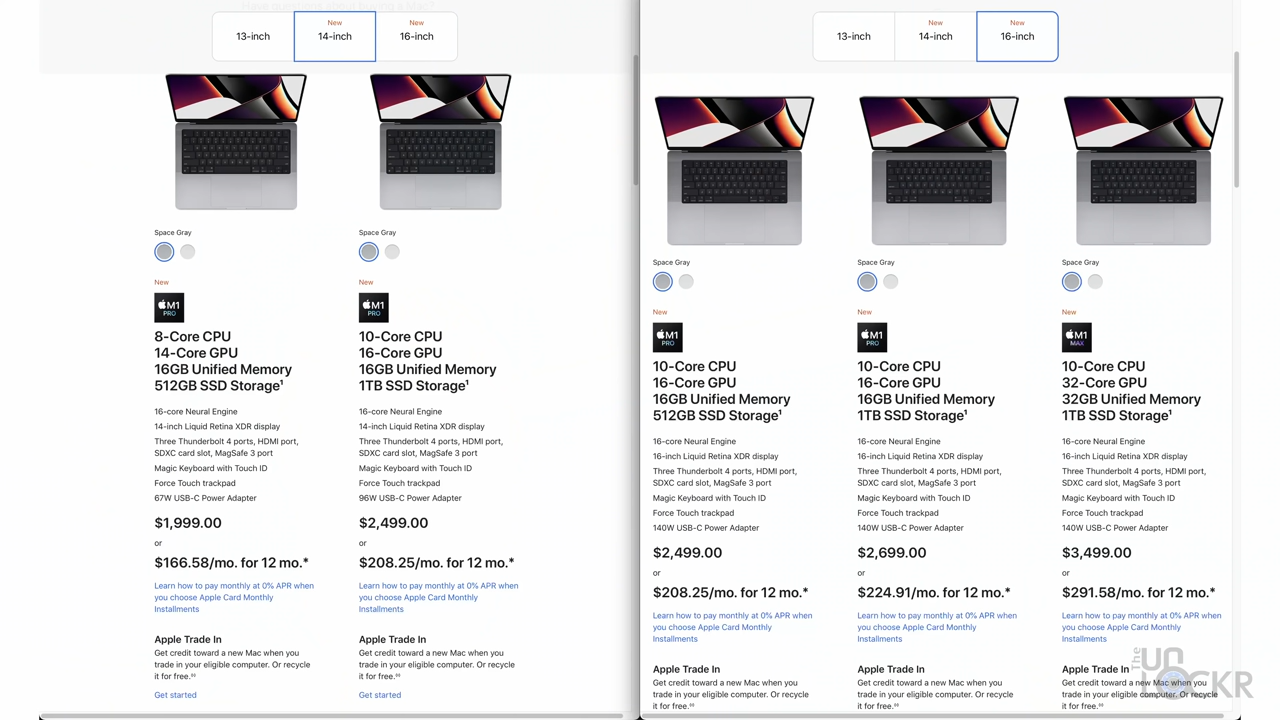 Have questions about buying a Mac?
13-inch
New
14-inch
New
16-inch
Space Gray
New
M1
PRO
8-Core CPU
14-Core GPU
16GB Unified Memory
512GB SSD Storage¹
16-core Neural Engine
14-inch Liquid Retina XDR display
Three Thunderbolt 4 ports, HDMI port,
SDXC card slot, MagSafe 3 port
Magic Keyboard with Touch ID
Force Touch trackpad
67W USB-C Power Adapter
$1,999.00
or
$166.58/mo. for 12 mo.*
Learn how to pay monthly at 0% APR when
you choose Apple Card Monthly
Installments
Apple Trade In
Get credit toward a new Mac when you
trade in your eligible computer. Or recycle
it for free.◊◊
Get started
Space Gray
New
M1
PRO
10-Core CPU
16-Core GPU
16GB Unified Memory
1TB SSD Storage¹
16-core Neural Engine
14-inch Liquid Retina XDR display
Three Thunderbolt 4 ports, HDMI port,
SDXC card slot, MagSafe 3 port
Magic Keyboard with Touch ID
Force Touch trackpad
96W USB-C Power Adapter
$2,499.00
or
$208.25/mo. for 12 mo.*
Learn how to pay monthly at 0% APR when
you choose Apple Card Monthly
Installments
Apple Trade In
Get credit toward a new Mac when you
trade in your eligible computer. Or recycle
it for free.◊◊
Get started
13-inch
New
14-inch
New
16-inch
Space Gray
New
M1
PRO
10-Core CPU
16-Core GPU
16GB Unified Memory
512GB SSD Storage¹
16-core Neural Engine
16-inch Liquid Retina XDR display
Three Thunderbolt 4 ports, HDMI port,
SDXC card slot, MagSafe 3 port
Magic Keyboard with Touch ID
Force Touch trackpad
140W USB-C Power Adapter
$2,499.00
or
$208.25/mo. for 12 mo.*
Learn how to pay monthly at 0% APR when
you choose Apple Card Monthly
Installments
Apple Trade In
Get credit toward a new Mac when you
trade in your eligible computer. Or recycle
it for free.◊◊
Space Gray
New
M1
PRO
10-Core CPU
16-Core GPU
16GB Unified Memory
1TB SSD Storage¹
16-core Neural Engine
16-inch Liquid Retina XDR display
Three Thunderbolt 4 ports, HDMI port,
SDXC card slot, MagSafe 3 port
Magic Keyboard with Touch ID
Force Touch trackpad
140W USB-C Power Adapter
$2,699.00
or
$224.91/mo. for 12 mo.*
Learn how to pay monthly at 0% APR when
you choose Apple Card Monthly
Installments
Apple Trade In
Get credit toward a new Mac when you
trade in your eligible computer. Or recycle
it for free.◊◊
Space Gray
New
M1
MAX
10-Core CPU
32-Core GPU
32GB Unified Memory
1TB SSD Storage¹
16-core Neural Engine
16-inch Liquid Retina XDR display
Three Thunderbolt 4 ports, HDMI port,
SDXC card slot, MagSafe 3 port
Magic Keyboard with Touch ID
Force Touch trackpad
140W USB-C Power Adapter
$3,499.00
or
$291.58/mo. for 12 mo.*
Learn how to pay monthly at 0% APR when
you choose Apple Card Monthly
Installments
Apple Trade In
Get credit toward a new Mac when you
trade in your eligible computer. Or recycle
it for free.◊◊
The
UN
LOCKR